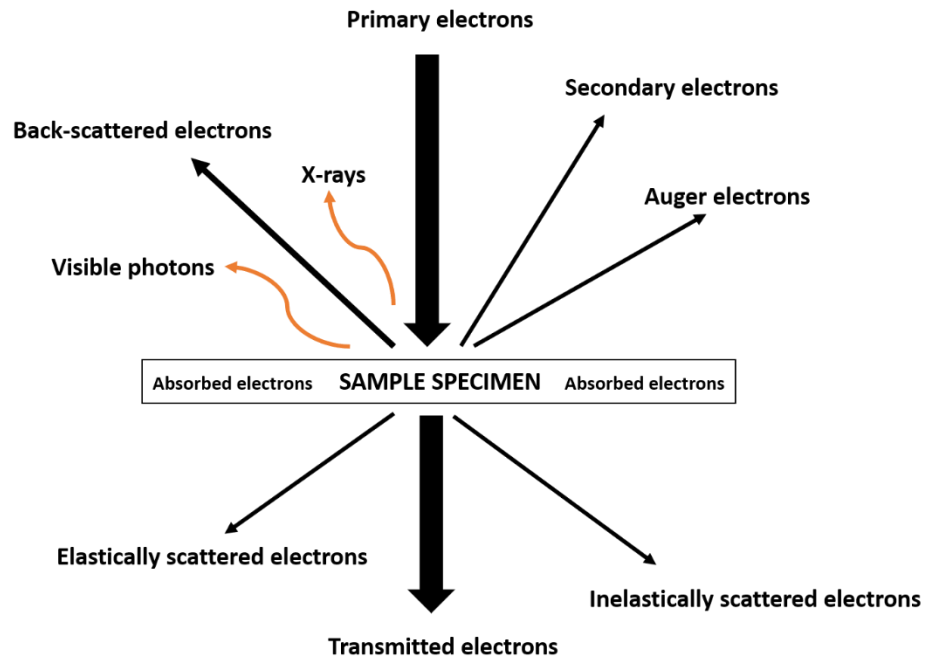 Primary electrons
Secondary electrons
Back-scattered electrons
X-rays
Auger electrons
Visible photons
Absorbed electrons SAMPLE SPECIMEN Absorbed electrons
Elastically scattered electrons
Inelastically scattered electrons
Transmitted electrons